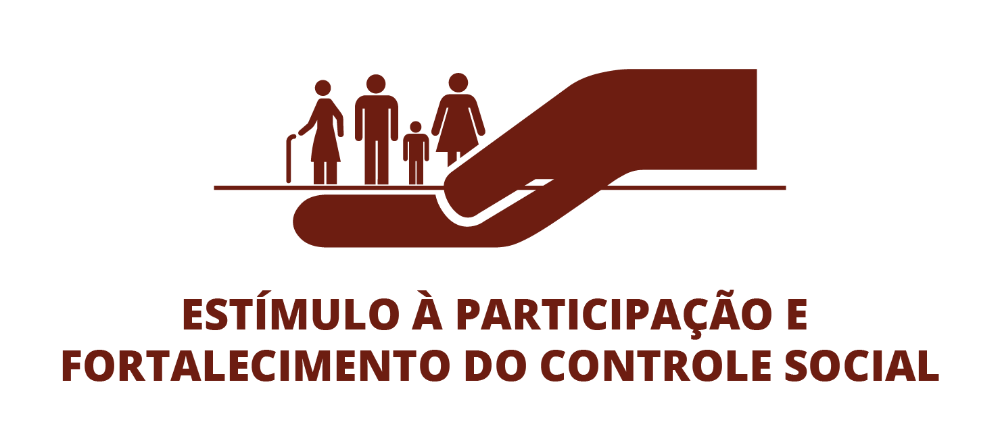 ESTÍMULO À PARTICIPAÇÃO E
FORTALECIMENTO DO CONTROLE SOCIAL